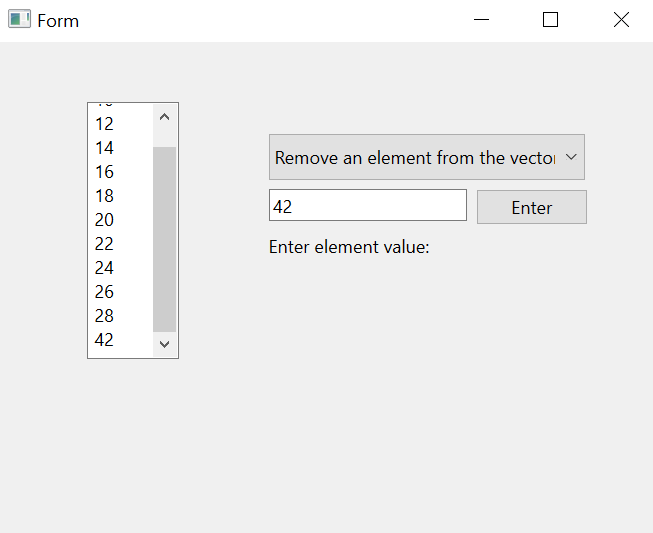 Form
12
14
16
18
20
22
24
26
28
42
Remove an element from the vector
42
Enter
Enter element value: